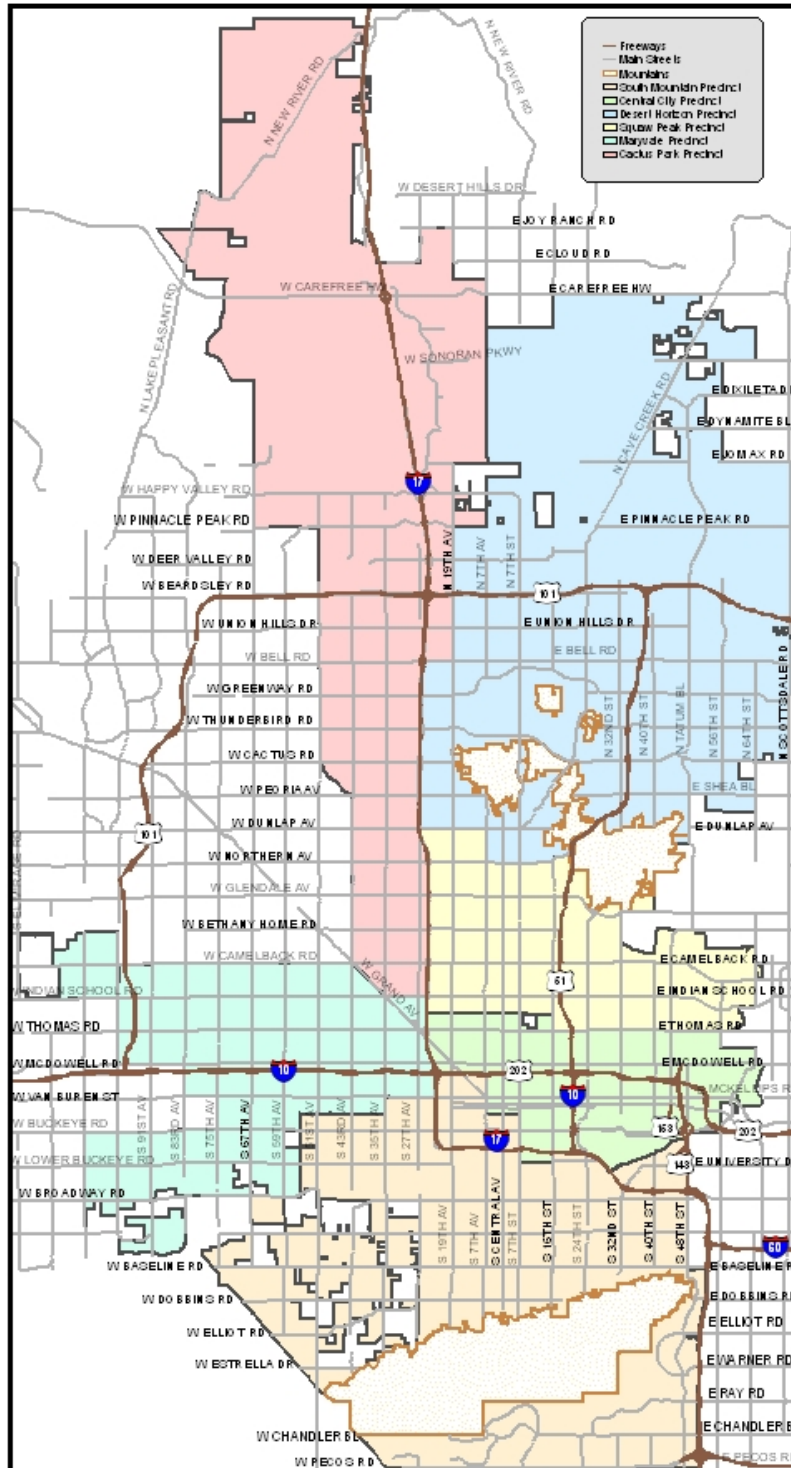 Freeways
Main Streets
Mountains
South Mountain Precinct
Central City Precinct
Desert Horizon Precinct
Squaw Peak Precinct
Maryvale Precinct
Cactus Park Precinct
N NEW RIVER RD
N NEW RIVER RD
W DESERT HILLS DR
E JOY RANCH RD
E CLOUD RD
W CAREFREE HW
E CAREFREE HW
N LAKE PLEASANT RD
W SONORAN PKWY
N CAVE CREEK RD
E DIXILETA D
E DYNAMITE BL
E JOMAX RD
17
W HAPPY VALLEY RD
W PINNACLE PEAK RD
E PINNACLE PEAK RD
N 19TH AV
N 7TH AV
N 7TH ST
W DEER VALLEY RD
W BEARDSLEY RD
101
W UNION HILLS DR
E UNION HILLS DR
W BELL RD
E BELL RD
N SCOTTSDALE RD
W GREENWAY RD
W THUNDERBIRD RD
N 32ND ST
N 40TH ST
N TATUM BL
N 56TH ST
N 64TH ST
W CACTUS RD
W PEORIA AV
E SHEA BL
W DUNLAP AV
E DUNLAP AV
101
S EL MIRAGE RD
W NORTHERN AV
W GLENDALE AV
W BETHANY HOME RD
W CAMELBACK RD
E CAMELBACK RD
W GRAND AV
51
W INDIAN SCHOOL RD
E INDIAN SCHOOL RD
W THOMAS RD
E THOMAS RD
W MCDOWELL RD
E MCDOWELL RD
10
202
W VAN BUREN ST
10
E MCKELLIPS R
W BUCKEYE RD
S 91ST AV
S 83RD AV
S 75TH AV
S 67TH AV
S 59TH AV
S 51ST AV
S 43RD AV
S 35TH AV
S 27TH AV
17
153
202
W LOWER BUCKEYE RD
143
E UNIVERSITY D
W BROADWAY RD
S 19TH AV
S 7TH AV
S CENTRAL AV
S 7TH ST
S 16TH ST
S 24TH ST
S 32ND ST
S 40TH ST
S 48TH ST
60
W BASELINE RD
E BASELINE R
W DOBBINS RD
E DOBBINS R
W ELLIOT RD
E ELLIOT RD
W ESTRELLA DR
E WARNER RD
E RAY RD
W CHANDLER BL
E CHANDLER B
W PECOS RD
E PECOS R